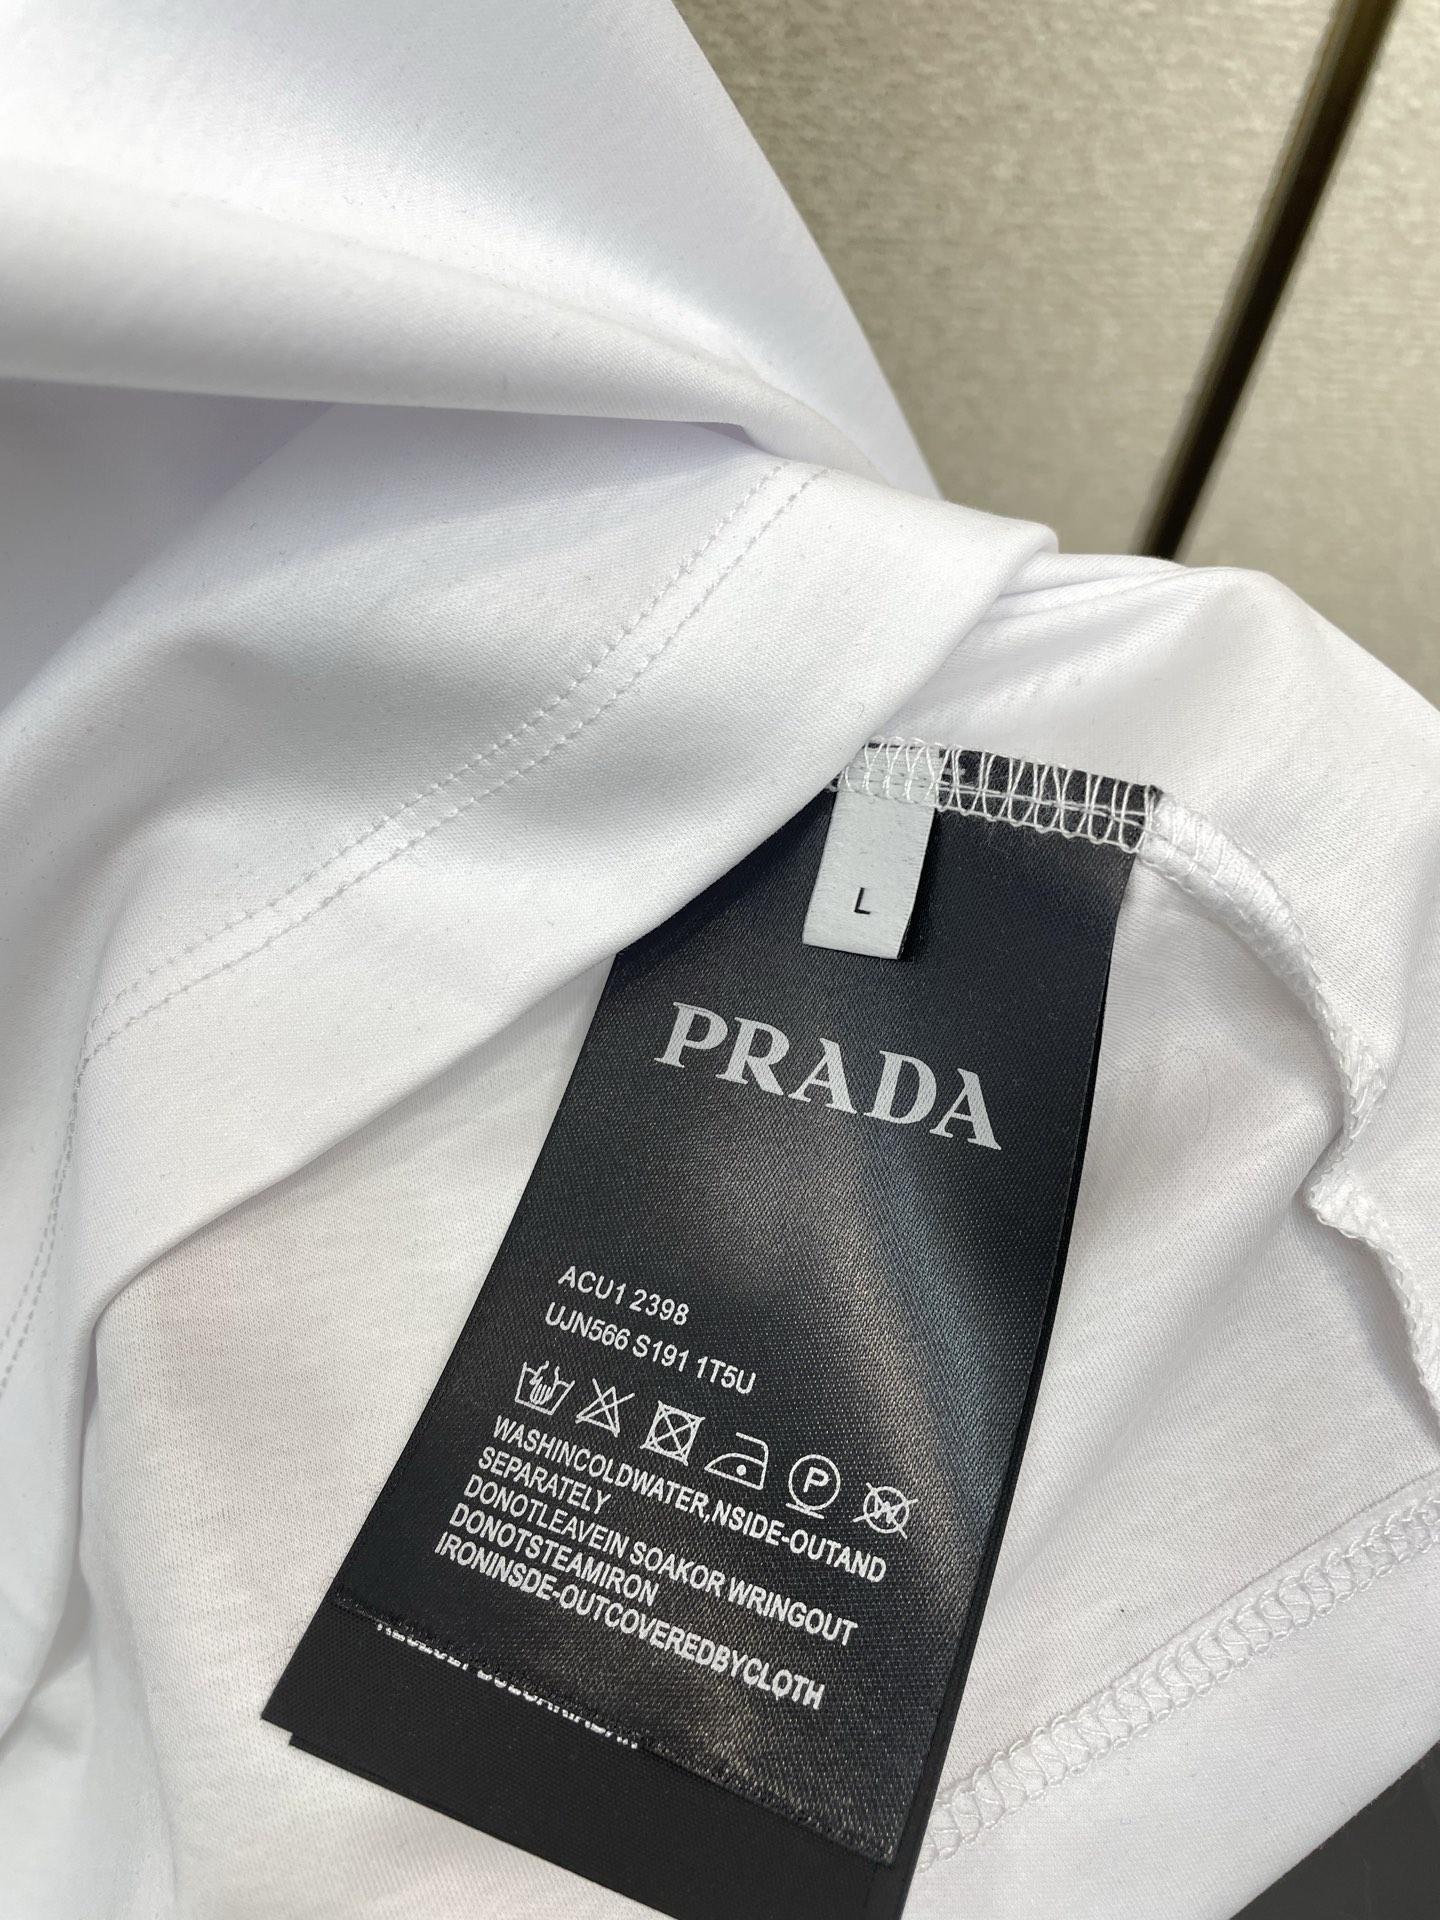 L
PRADA
ACU1 2398
UJN566 S191 1T5U
P
W
WASHINCOLDWATER,NSIDE-OUTAND
SEPARATELY
DONOTLEAVEIN SOAKOR WRINGOUT
DONOTSTEAMIRON
IRONINSDE-OUTCOVEREDBYCLOTH